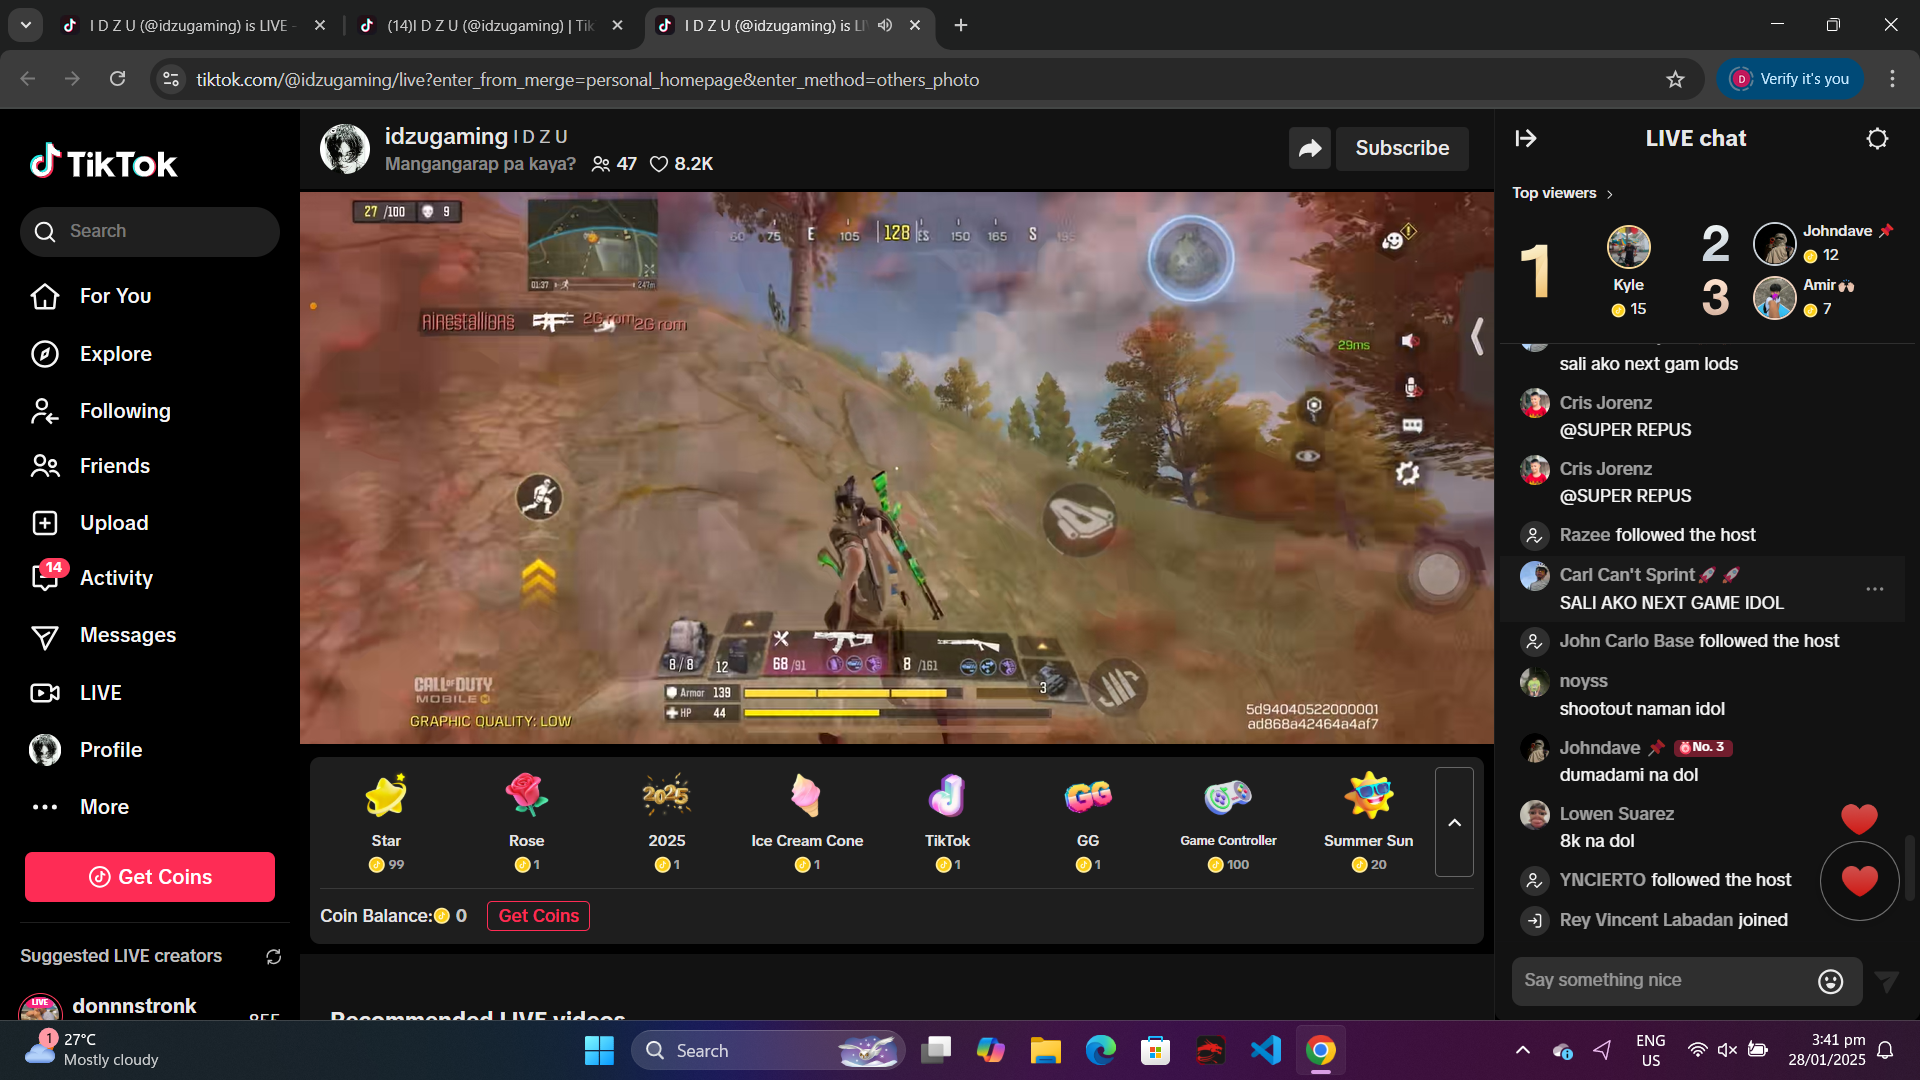 I D Z U (@idzugaming) is LIVE -
(14)I D Z U (@idzugaming) | Tik
I D Z U (@idzugaming) is LI
tiktok.com/@idzugaming/live?enter_from_merge=personal_homepage&enter_method=others_photo
D Verify it's you
TikTok
Search
For You
Explore
Following
Friends
Upload
14
Activity
Messages
LIVE
Profile
More
Get Coins
Suggested LIVE creators
LIVE
donnnstronk
idzugaming I D Z U
Mangangarap pa kaya? 47 8.2K
Subscribe
27 /100 9
60 75 E 105 128 ES 150 165 S 195
01:37 247m
ninestallions 2G rom 2G rom
29ms
8/8 12 68 /91 8 /161
3
Armor 139
HP 44
CALL OF DUTY
MOBILE
GRAPHIC QUALITY: LOW
5d94040522000001
ad868a42464a4af7
2025
GG
Star
99
Rose
1
2025
1
Ice Cream Cone
1
TikTok
1
GG
1
Game Controller
100
Summer Sun
20
Coin Balance: 0 Get Coins
Recommended LIVE videos
LIVE chat
Top viewers
1
Kyle
15
2
Johndave
12
3
Amir
7
sali ako next gam lods
Cris Jorenz
@SUPER REPUS
Cris Jorenz
@SUPER REPUS
Razee followed the host
Carl Can't Sprint
SALI AKO NEXT GAME IDOL
John Carlo Base followed the host
noyss
shootout naman idol
Johndave No. 3
dumadami na dol
Lowen Suarez
8k na dol
YNCIERTO followed the host
Rey Vincent Labadan joined
Say something nice
1
27°C
Mostly cloudy
Search
ENG
US
3:41 pm
28/01/2025